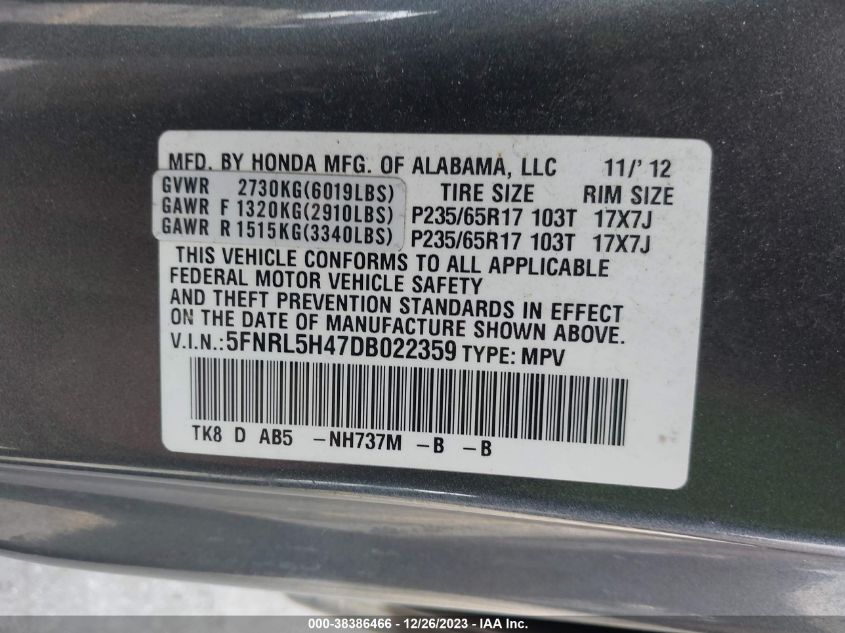 MFD. BY HONDA MFG. OF ALABAMA, LLC 11/' 12
GVWR 2730KG(6019LBS) TIRE SIZE RIM SIZE
GAWR F 1320KG(2910LBS) P235/65R17 103T 17X7J
GAWR R 1515KG(3340LBS) P235/65R17 103T 17X7J
THIS VEHICLE CONFORMS TO ALL APPLICABLE
FEDERAL MOTOR VEHICLE SAFETY
AND THEFT PREVENTION STANDARDS IN EFFECT
ON THE DATE OF MANUFACTURE SHOWN ABOVE.
V.I.N.:5FNRL5H47DB022359 TYPE: MPV
TK8 D AB5 -NH737M -B -B
000-38386466 - 12/26/2023 - IAA Inc.